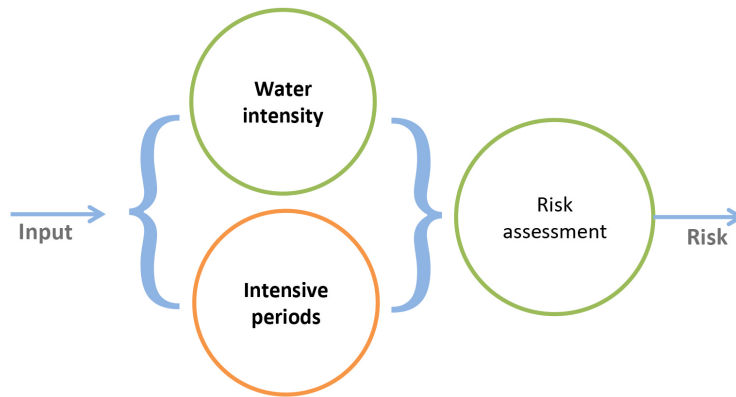 Input
Water
intensity
Intensive
periods
Risk
assessment
Risk